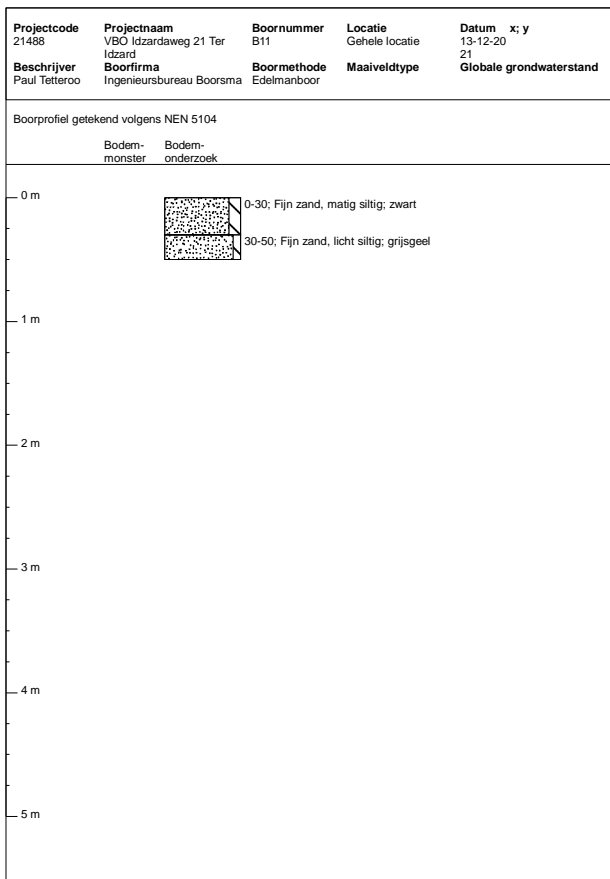 Projectcode Projectnaam Boornummer Locatie Datum x; y
21488 VBO Idzardaweg 21 Ter B11 Gehele locatie 13-12-20
Idzard 21
Beschrijver Boorfirma Boormethode Maaiveldtype Globale grondwaterstand
Paul Tetteroo Ingenieursbureau Boorsma Edelmanboor
Boorprofiel getekend volgens NEN 5104
Bodem- Bodem-
monster onderzoek
0 m
0-30; Fijn zand, matig siltig; zwart
30-50; Fijn zand, licht siltig; grijsgeel
1 m
2 m
3 m
4 m
5 m